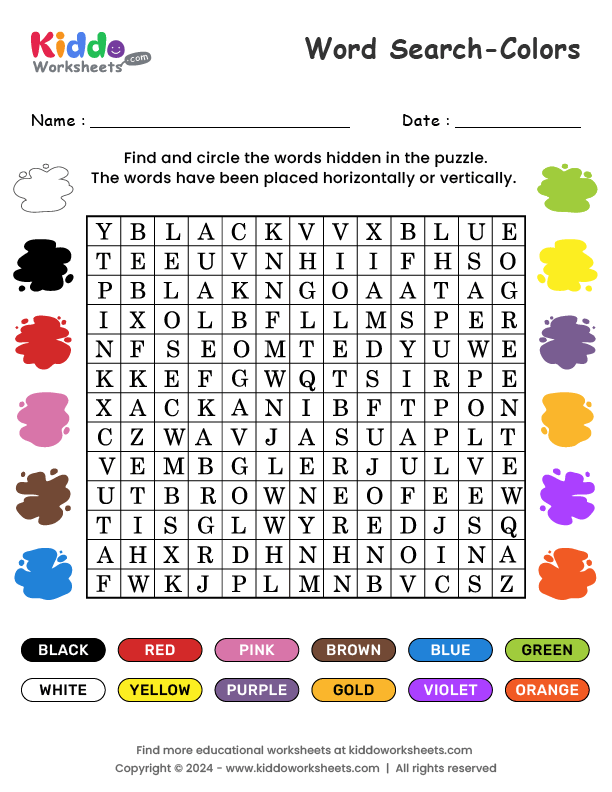 Kiddo
Worksheets .com
Word Search-Colors
Name :
Date :
Find and circle the words hidden in the puzzle.
The words have been placed horizontally or vertically.
Y B L A C K V V X B L U E
T E E U V N H I I F H S O
P B L A K N G O A A T A G
I X O L B F L L M S P E R
N F S E O M T E D Y U W E
K K E F G W Q T S I R P E
X A C K A N I B F T P O N
C Z W A V J A S U A P L T
V E M B G L E R J U L V E
U T B R O W N E O F E E W
T I S G L W Y R E D J S Q
A H X R D H N H N O I N A
F W K J P L M N B V C S Z
BLACK RED PINK BROWN BLUE GREEN
WHITE YELLOW PURPLE GOLD VIOLET ORANGE
Find more educational worksheets at kiddoworksheets.com
Copyright © 2024 - www.kiddoworksheets.com | All rights reserved